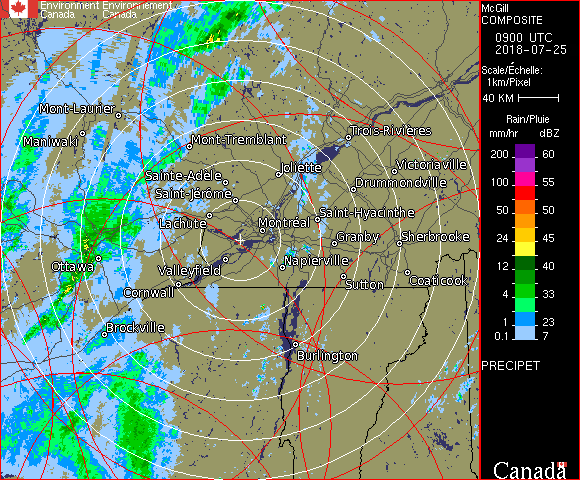 Environment Environnement
Canada Canada
McGill
COMPOSITE
0900 UTC
2018-07-25
Scale/Échelle:
1km/Pixel
40 KM
Rain/Pluie
mm/hr dBZ
200 60
100 55
50 50
24 45
12 40
4 33
1 23
0.1 7
PRECIPET
Canada
Mont-Laurier
Maniwaki
Mont-Tremblant
Trois-Rivières
Joliette
Victoriaville
Sainte-Adèle
Drummondville
Saint-Jérôme
Saint-Hyacinthe
Lachute
Montréal
Granby
Sherbrooke
Ottawa
Valleyfield
Napierville
Sutton
Coaticook
Cornwall
Brockville
Burlington